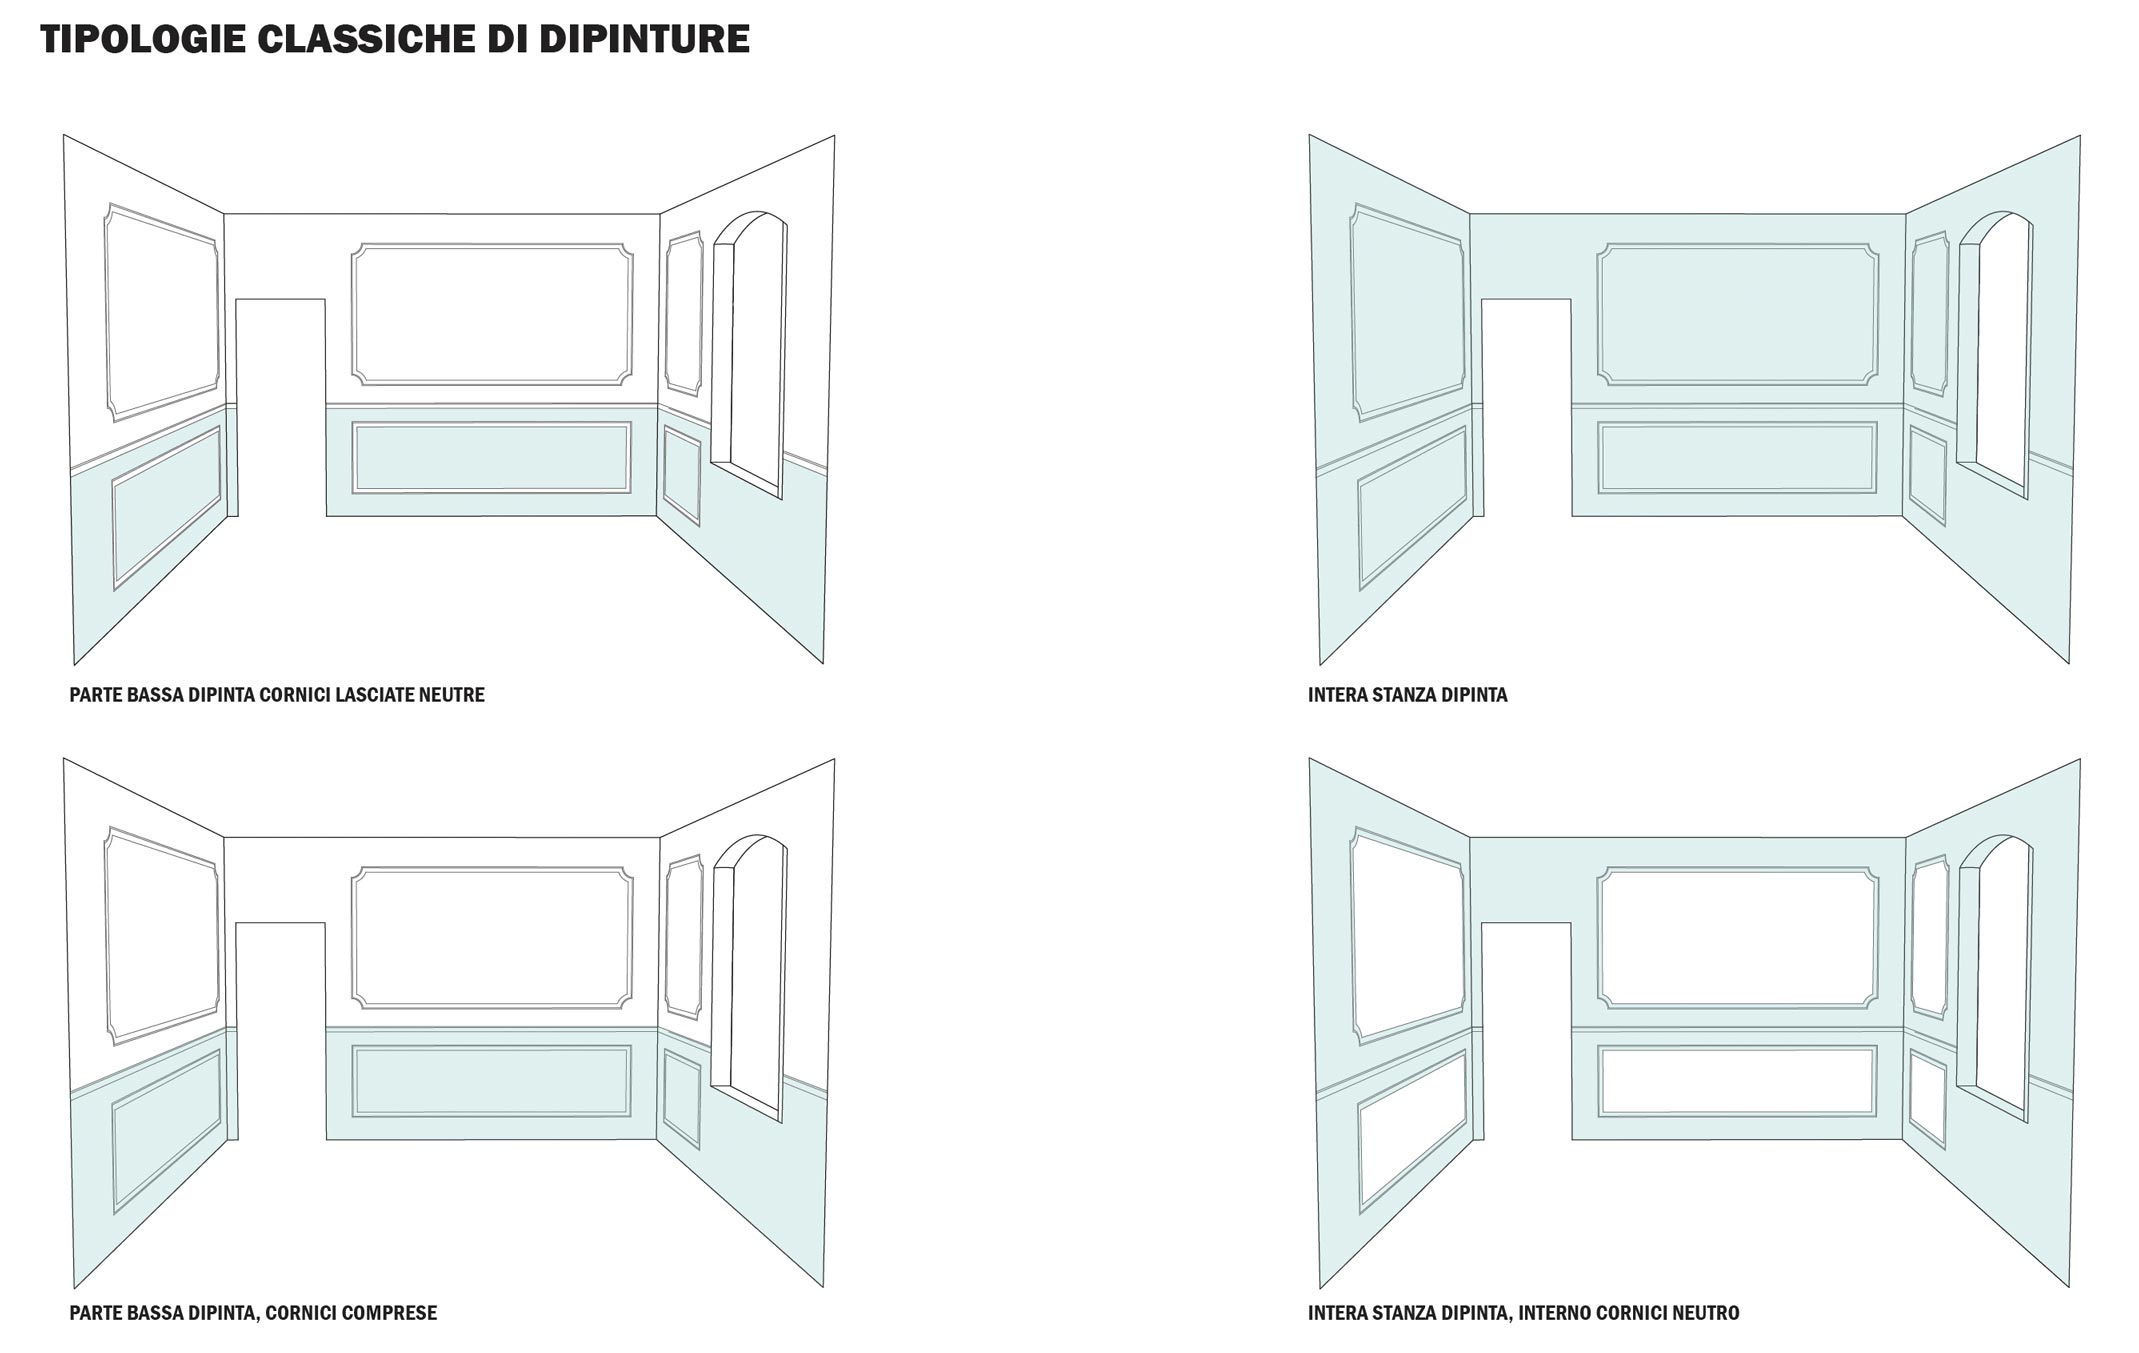 TIPOLOGIE CLASSICHE DI DIPINTURE
PARTE BASSA DIPINTA CORNICI LASCIATE NEUTRE
INTERA STANZA DIPINTA
PARTE BASSA DIPINTA, CORNICI COMPRESE
INTERA STANZA DIPINTA, INTERNO CORNICI NEUTRO